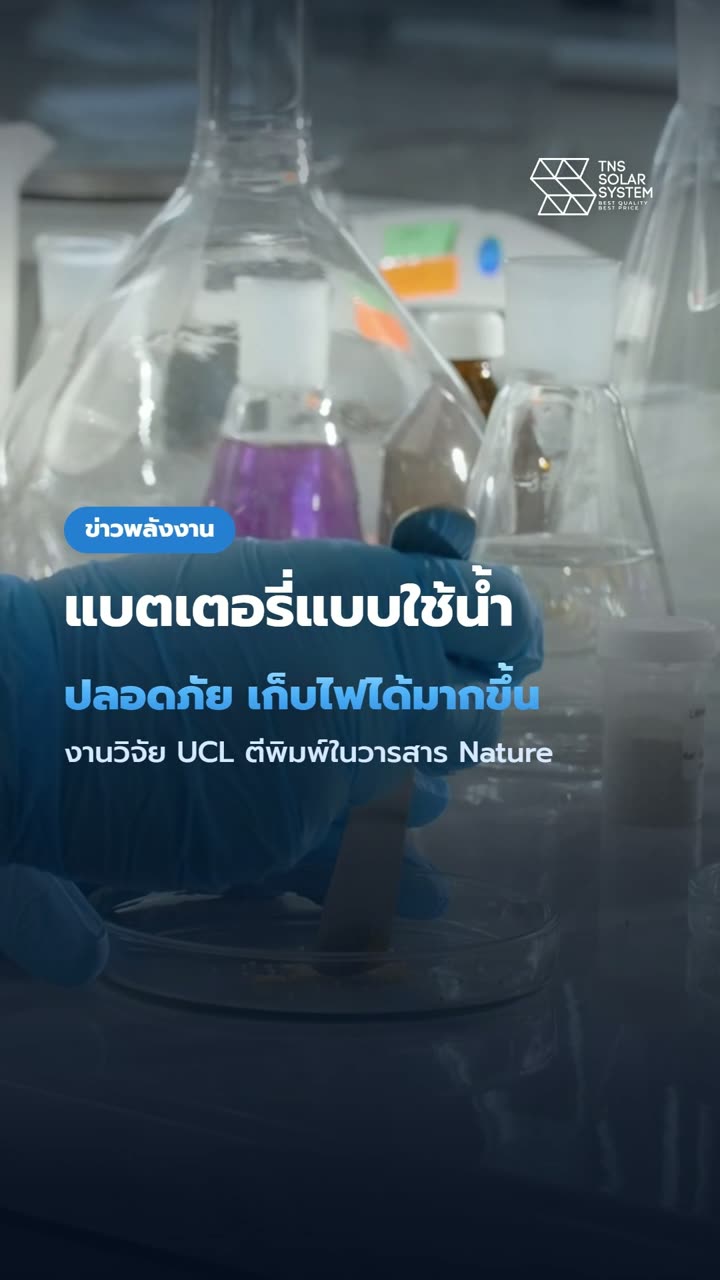 TNS
SOLAR
SYSTEM
BEST QUALITY
BEST PRICE
ข่าวพลังงาน
แบตเตอรี่แบบใช้น้ำ
ปลอดภัย เก็บไฟได้มากขึ้น
งานวิจัย UCL ตีพิมพ์ในวารสาร Nature